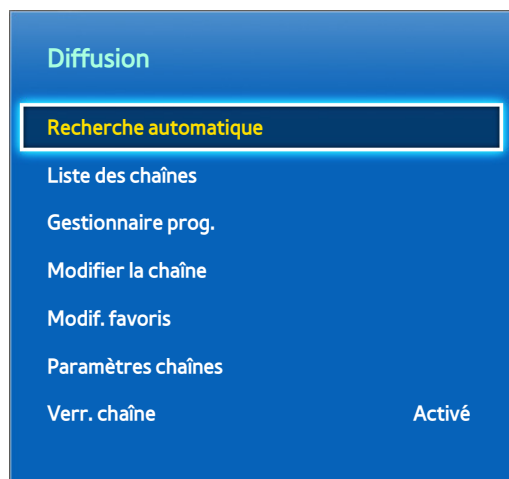 Diffusion
Recherche automatique
Liste des chaînes
Gestionnaire prog.
Modifier la chaîne
Modif. favoris
Paramètres chaînes
Verr. chaîne Activé